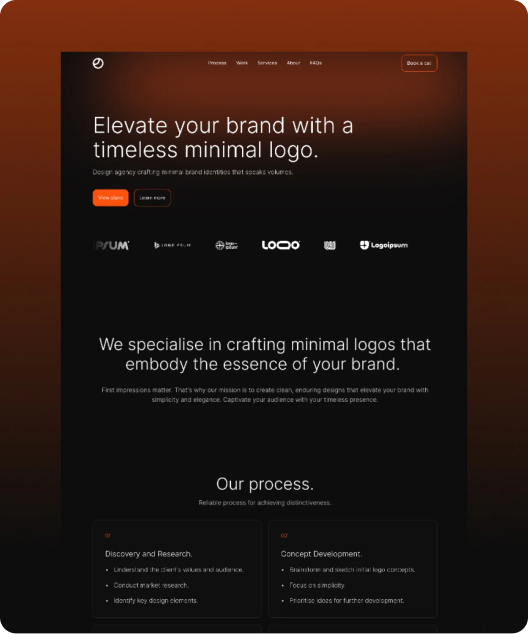 Process Work Services About FAQs Book a call
Elevate your brand with a
timeless minimal logo.
Design agency crafting minimal brand identities that speaks volumes.
View plans Learn more
IPSUM LOGO logo ipsum LOGO Logoipsum
We specialise in crafting minimal logos that
embody the essence of your brand.
First impressions matter. That's why our mission is to create clean, enduring designs that elevate your brand with
simplicity and elegance. Captivate your audience with your timeless presence.
Our process.
Reliable process for achieving distinctiveness.
01
Discovery and Research.
• Understand the client's values and audience.
• Conduct market research.
• Identify key design elements.
02
Concept Development.
• Brainstorm and sketch initial logo concepts.
• Focus on simplicity.
• Prioritise ideas for further development.